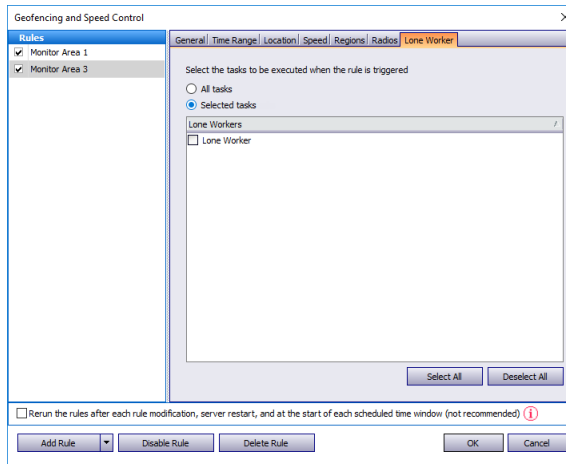 Geofencing and Speed Control
Rules
Monitor Area 1
Monitor Area 3
General Time Range Location Speed Regions Radios Lone Worker
Select the tasks to be executed when the rule is triggered
All tasks
Selected tasks
Lone Workers /
Lone Worker
Select All Deselect All
Rerun the rules after each rule modification, server restart, and at the start of each scheduled time window (not recommended) i
Add Rule Disable Rule Delete Rule OK Cancel